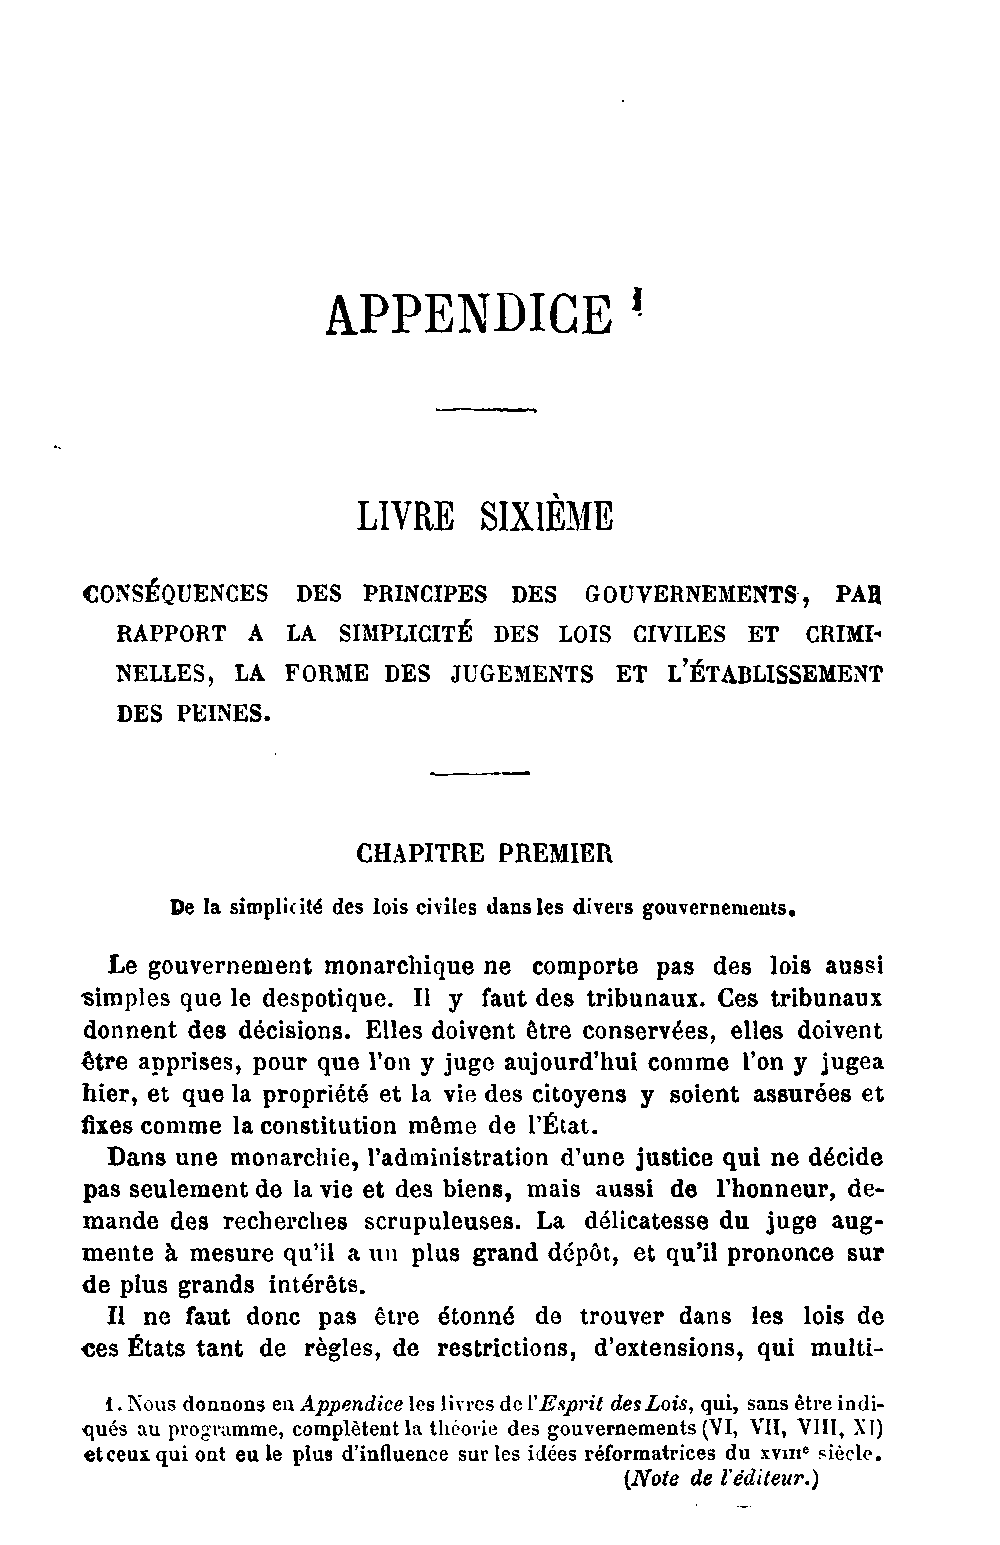 APPENDICE 1
LIVRE SIXIÈME
CONSÉQUENCES DES PRINCIPES DES GOUVERNEMENTS, PAR
RAPPORT A LA SIMPLICITÉ DES LOIS CIVILES ET CRIMI-
NELLES, LA FORME DES JUGEMENTS ET L'ÉTABLISSEMENT
DES PEINES.
CHAPITRE PREMIER
De la simplicité des lois civiles dans les divers gouvernements.
Le gouvernement monarchique ne comporte pas des lois aussi
simples que le despotique. Il y faut des tribunaux. Ces tribunaux
donnent des décisions. Elles doivent être conservées, elles doivent
être apprises, pour que l'on y juge aujourd'hui comme l'on y jugea
hier, et que la propriété et la vie des citoyens y soient assurées et
fixes comme la constitution même de l'État.
Dans une monarchie, l'administration d'une justice qui ne décide
pas seulement de la vie et des biens, mais aussi de l'honneur, de-
mande des recherches scrupuleuses. La délicatesse du juge aug-
mente à mesure qu'il a un plus grand dépôt, et qu'il prononce sur
de plus grands intérêts.
Il ne faut donc pas être étonné de trouver dans les lois de
ces États tant de règles, de restrictions, d'extensions, qui multi-
1. Nous donnons en Appendice les livres de l'Esprit des Lois, qui, sans être indi-
qués au programme, complètent la théorie des gouvernements (VI, VII, VIII, XI)
et ceux qui ont eu le plus d'influence sur les idées réformatrices du XVIIIe siècle.
(Note de l'éditeur.)